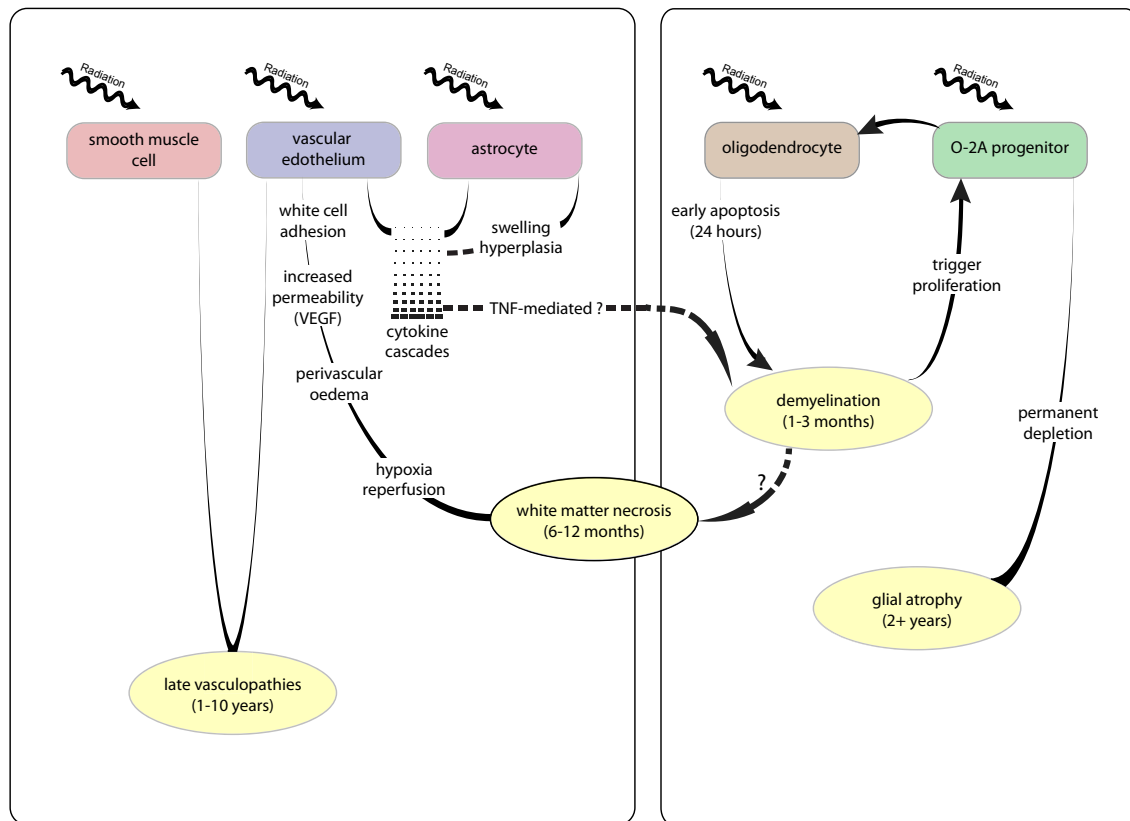 Radiation
Radiation
Radiation
smooth muscle
cell
vascular
edothelium
astrocyte
white cell
adhesion
swelling
hyperplasia
increased
permeability
(VEGF)
TNF-mediated ?
cytokine
cascades
perivascular
oedema
hypoxia
reperfusion
white matter necrosis
(6-12 months)
late vasculopathies
(1-10 years)
Radiation
Radiation
oligodendrocyte
O-2A progenitor
early apoptosis
(24 hours)
trigger
proliferation
demyelination
(1-3 months)
permanent
depletion
?
glial atrophy
(2+ years)